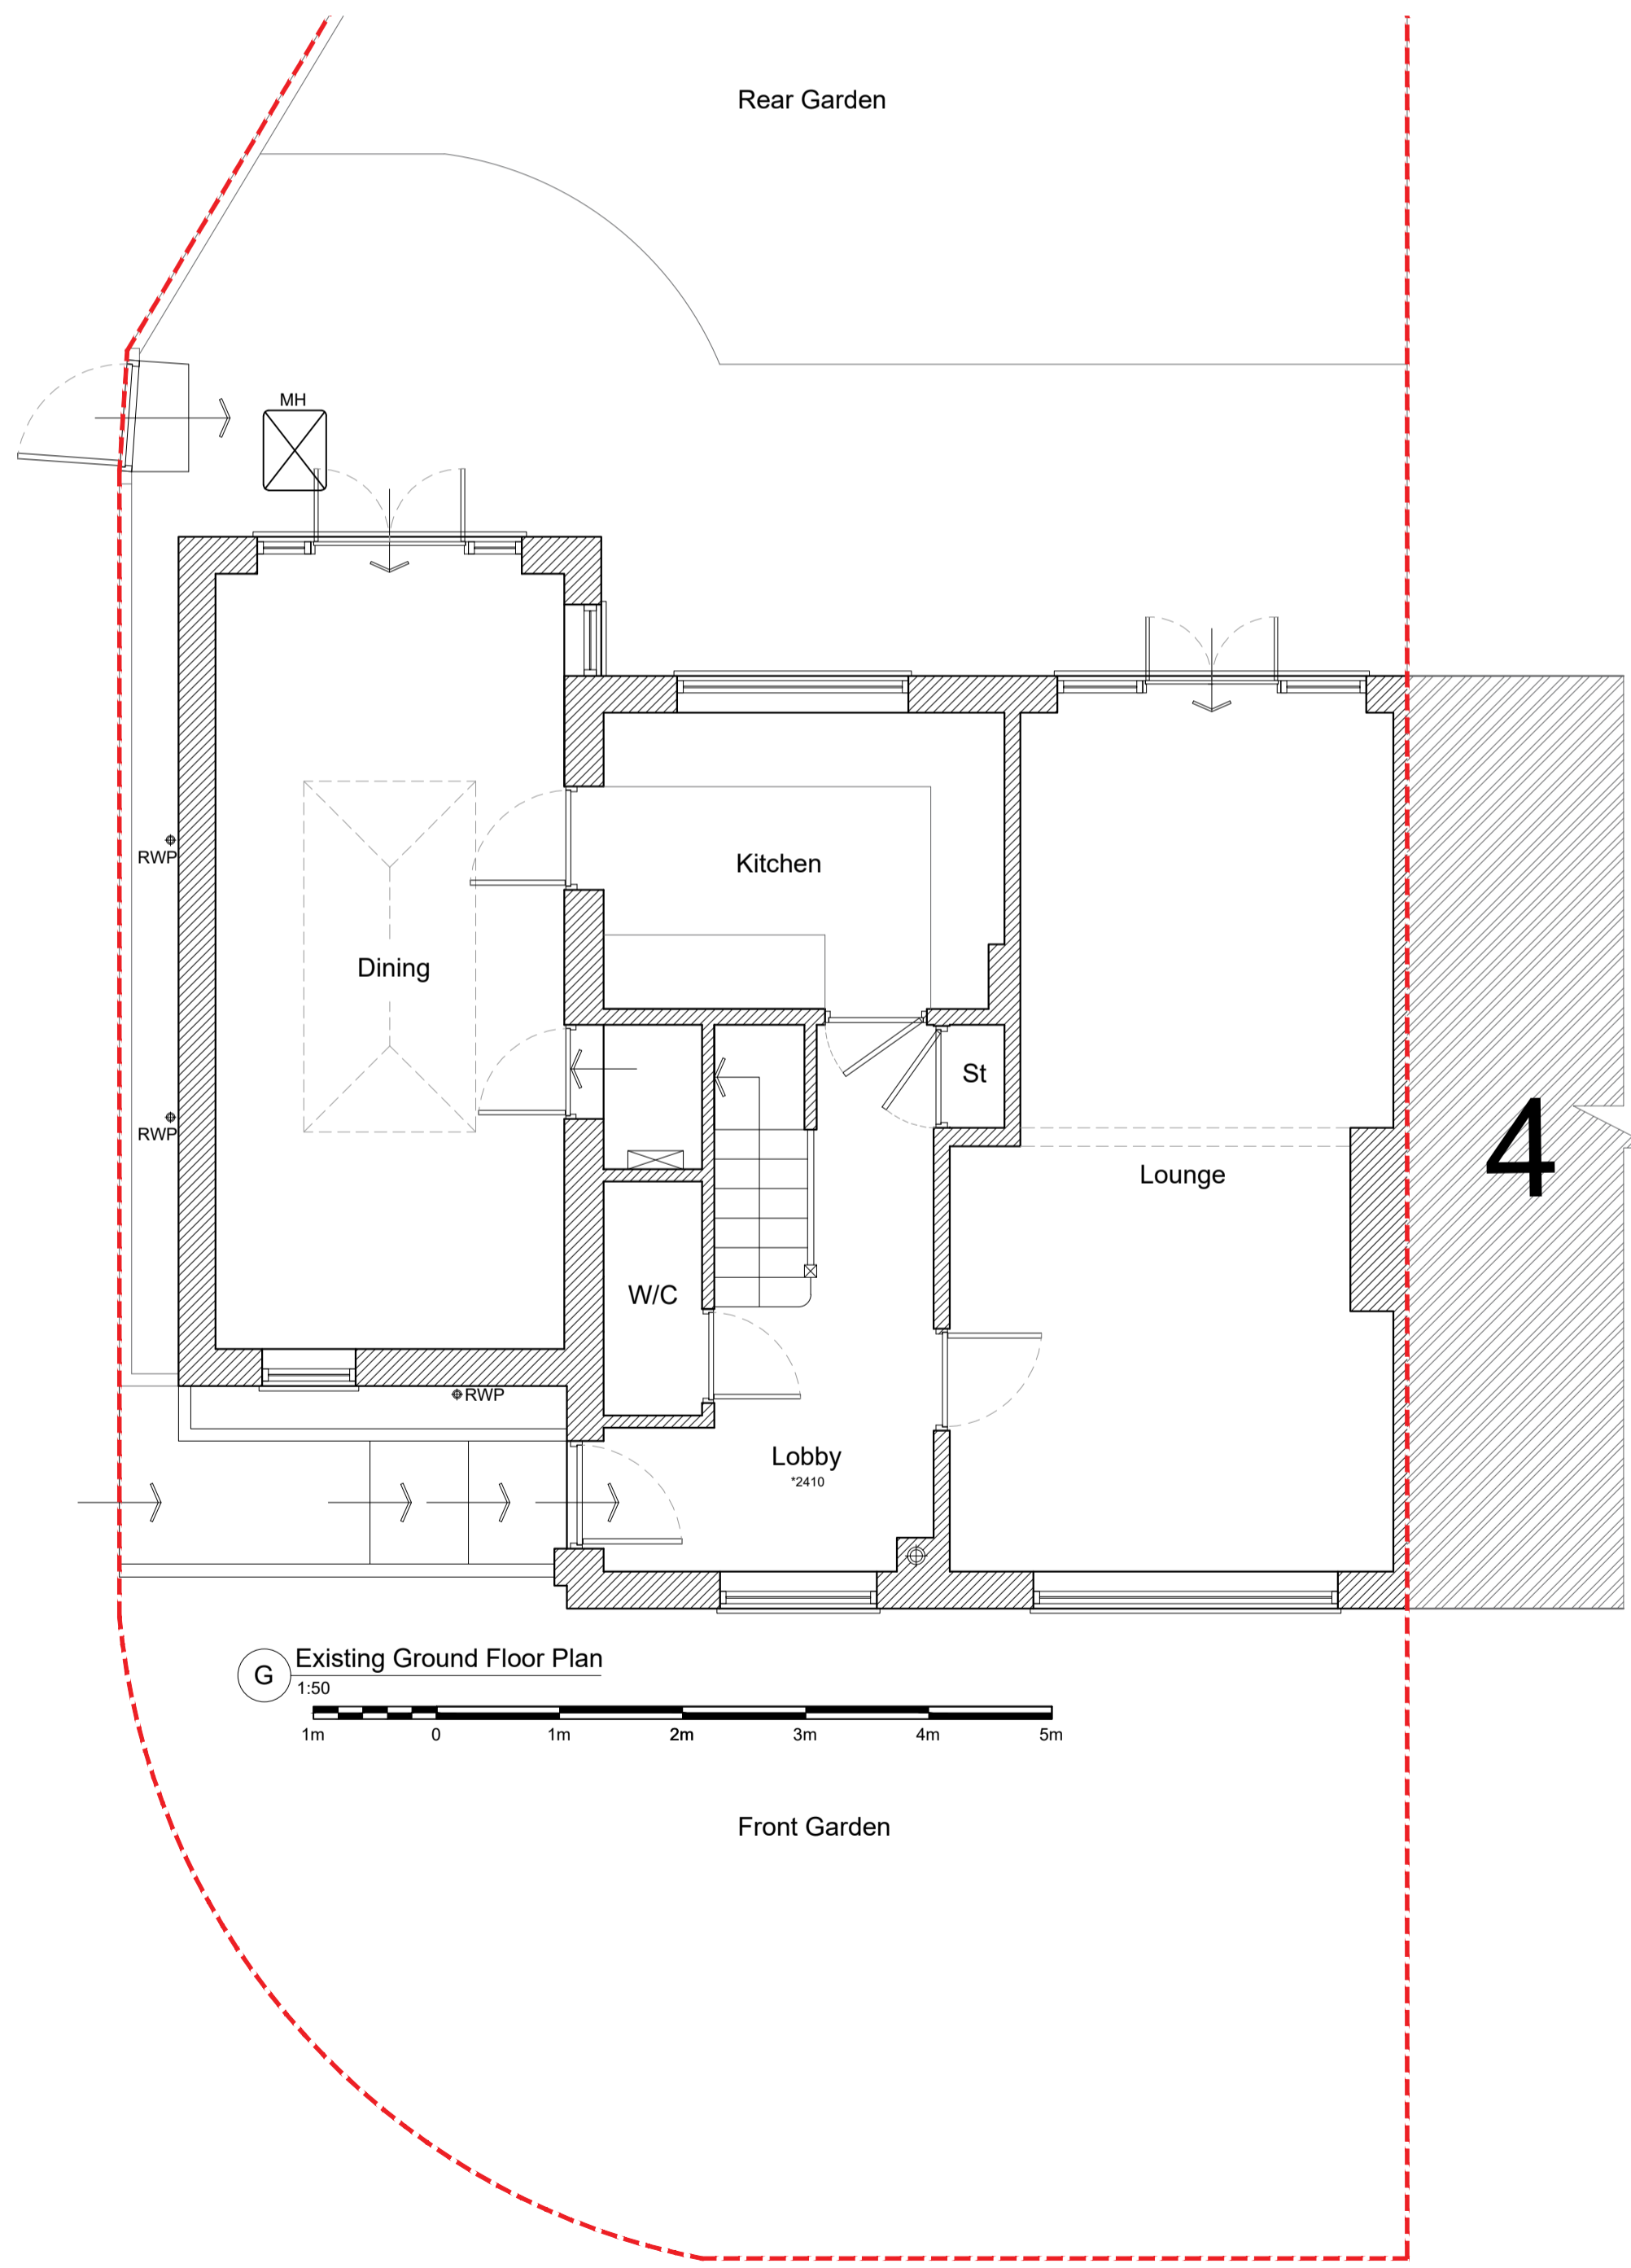 Rear Garden
MH
RWP
Kitchen
Dining
St
RWP
4
Lounge
W/C
RWP
Lobby
*2410
G
Existing Ground Floor Plan
1:50
1m 0 1m 2m 3m 4m 5m
Front Garden